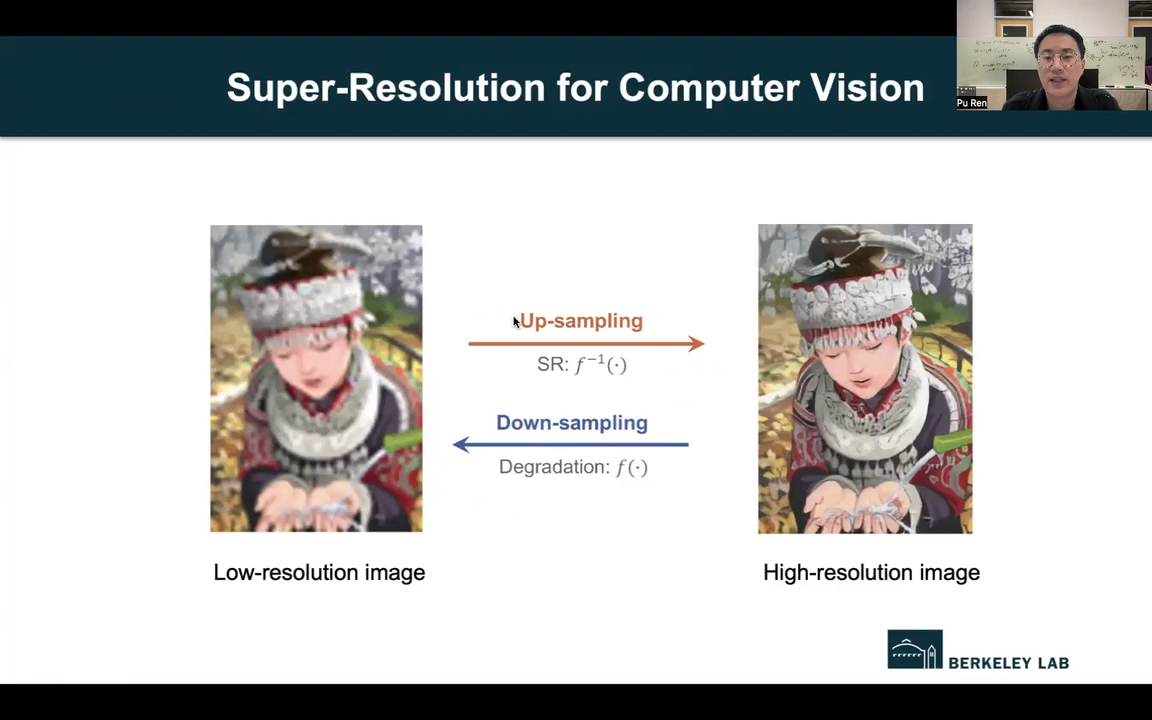 Super-Resolution for Computer Vision
Pu Ren
Up-sampling
SR: f⁻¹(·)
Down-sampling
Degradation: f(·)
Low-resolution image
High-resolution image
BERKELEY LAB